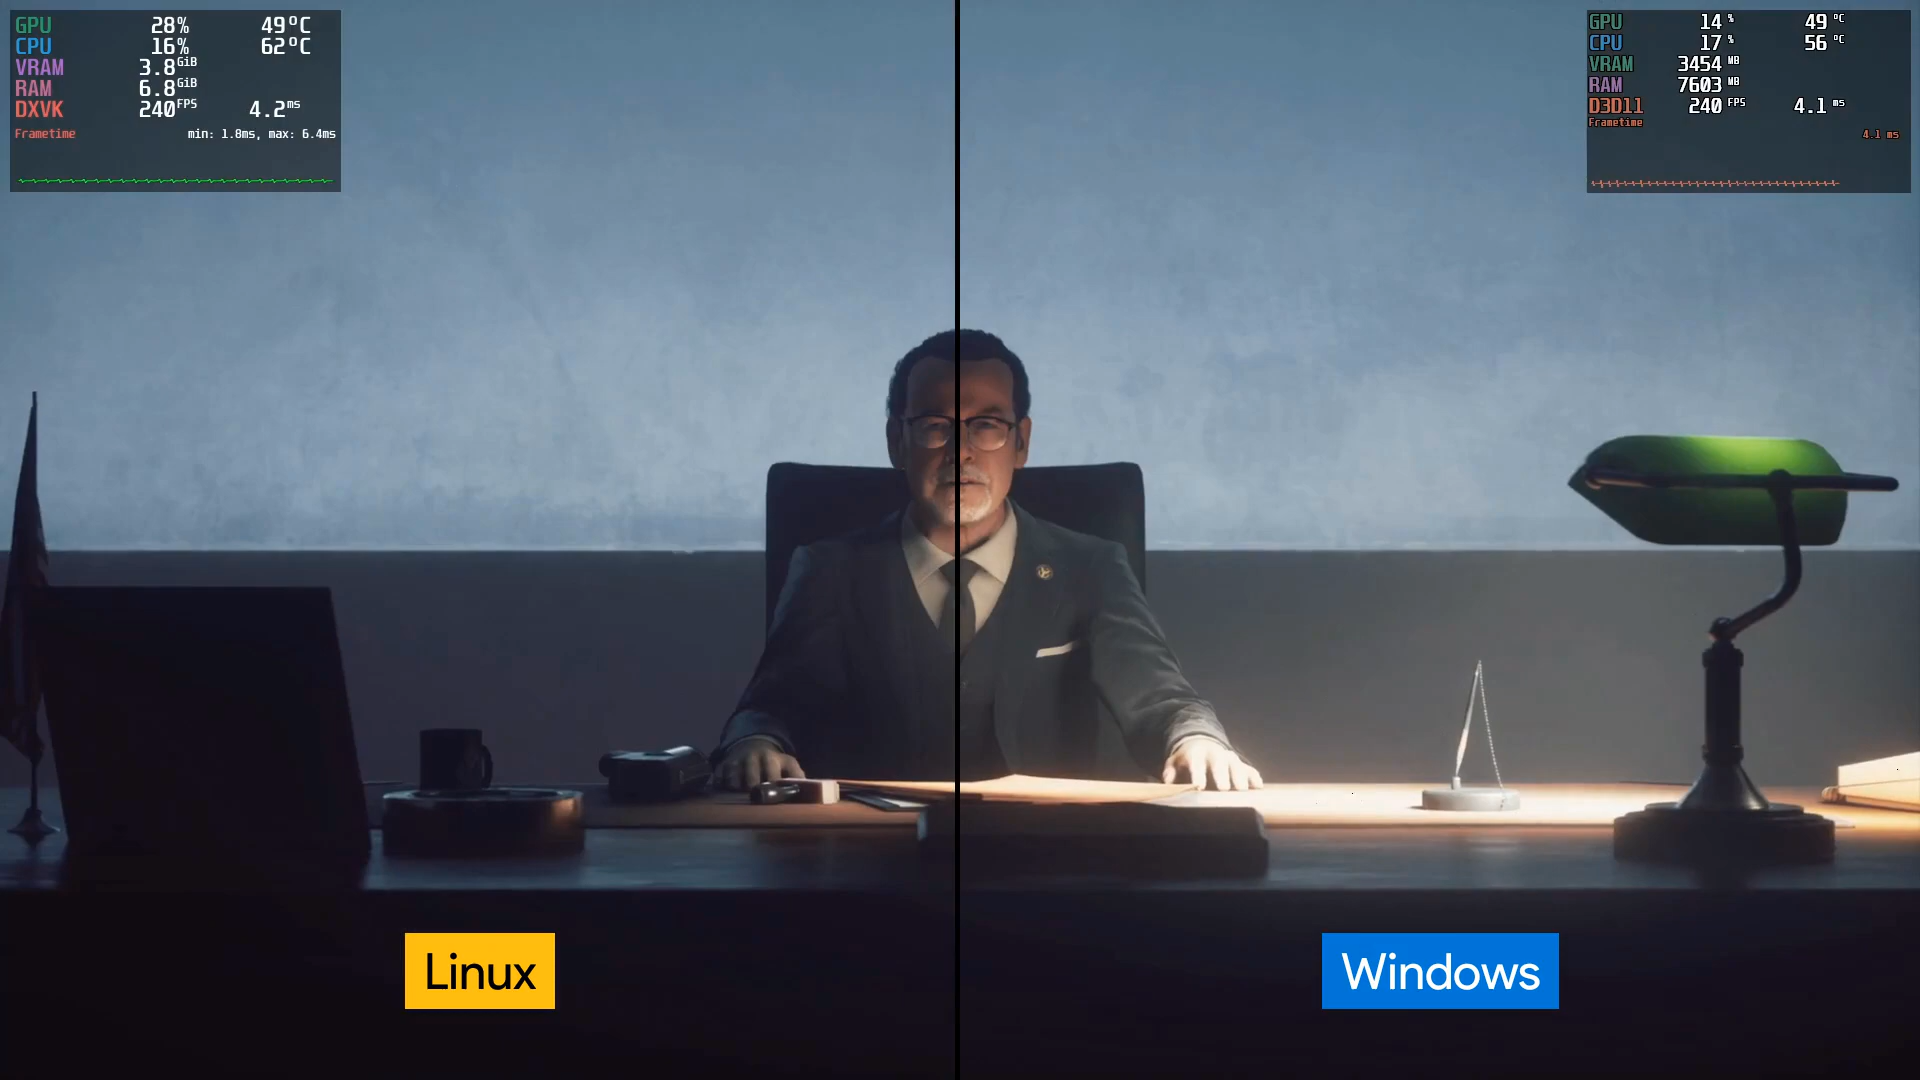 GPU 28% 49°C
CPU 16% 62°C
VRAM 3.8GiB
RAM 6.8GiB
DXVK 240FPS 4.2ms
Frametime min: 1.8ms, max: 6.4ms
GPU 14 % 49 °C
CPU 17 % 56 °C
VRAM 3454 MB
RAM 7603 MB
D3D11 240 FPS 4.1 ms
Frametime
4.1 ms
Linux
Windows